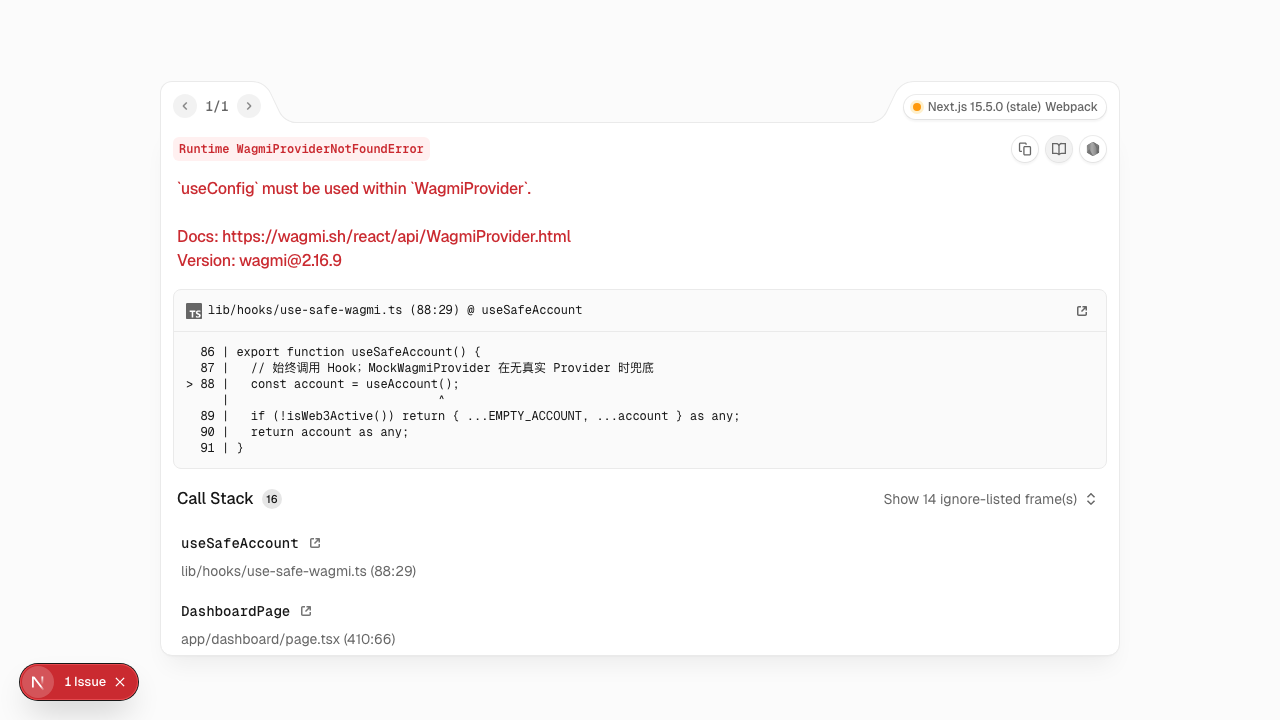 1/1
Next.js 15.5.0 (stale) Webpack
Runtime WagmiProviderNotFoundError
`useConfig` must be used within `WagmiProvider`.
Docs: https://wagmi.sh/react/api/WagmiProvider.html
Version: wagmi@2.16.9
TS lib/hooks/use-safe-wagmi.ts (88:29) @ useSafeAccount
  86 | export function useSafeAccount() {
  87 |   // 始终调用 Hook；MockWagmiProvider 在无真实 Provider 时兜底
> 88 |   const account = useAccount();
     |                             ^
  89 |   if (!isWeb3Active()) return { ...EMPTY_ACCOUNT, ...account } as any;
  90 |   return account as any;
  91 | }
Call Stack 16
Show 14 ignore-listed frame(s)
useSafeAccount
lib/hooks/use-safe-wagmi.ts (88:29)
DashboardPage
app/dashboard/page.tsx (410:66)
N 1 Issue